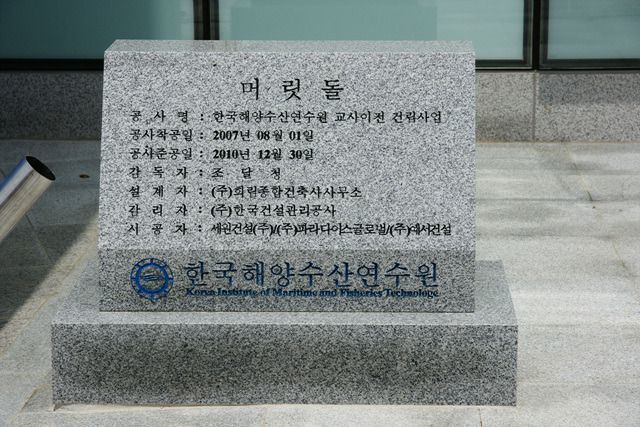 머릿돌
공 사 명 : 한국해양수산연수원 교사이전 건립사업
공사착공일 : 2007년 08월 01일
공사준공일 : 2010년 12월 30일
감 독 자 : 조 달 청
설 계 자 : (주)희림종합건축사사무소
감 리 자 : (주)한국건설관리공사
시 공 자 : 세원건설(주)/(주)파라다이스글로벌/(주)대저건설
한국해양수산연수원
Korea Institute of Maritime and Fisheries Technology